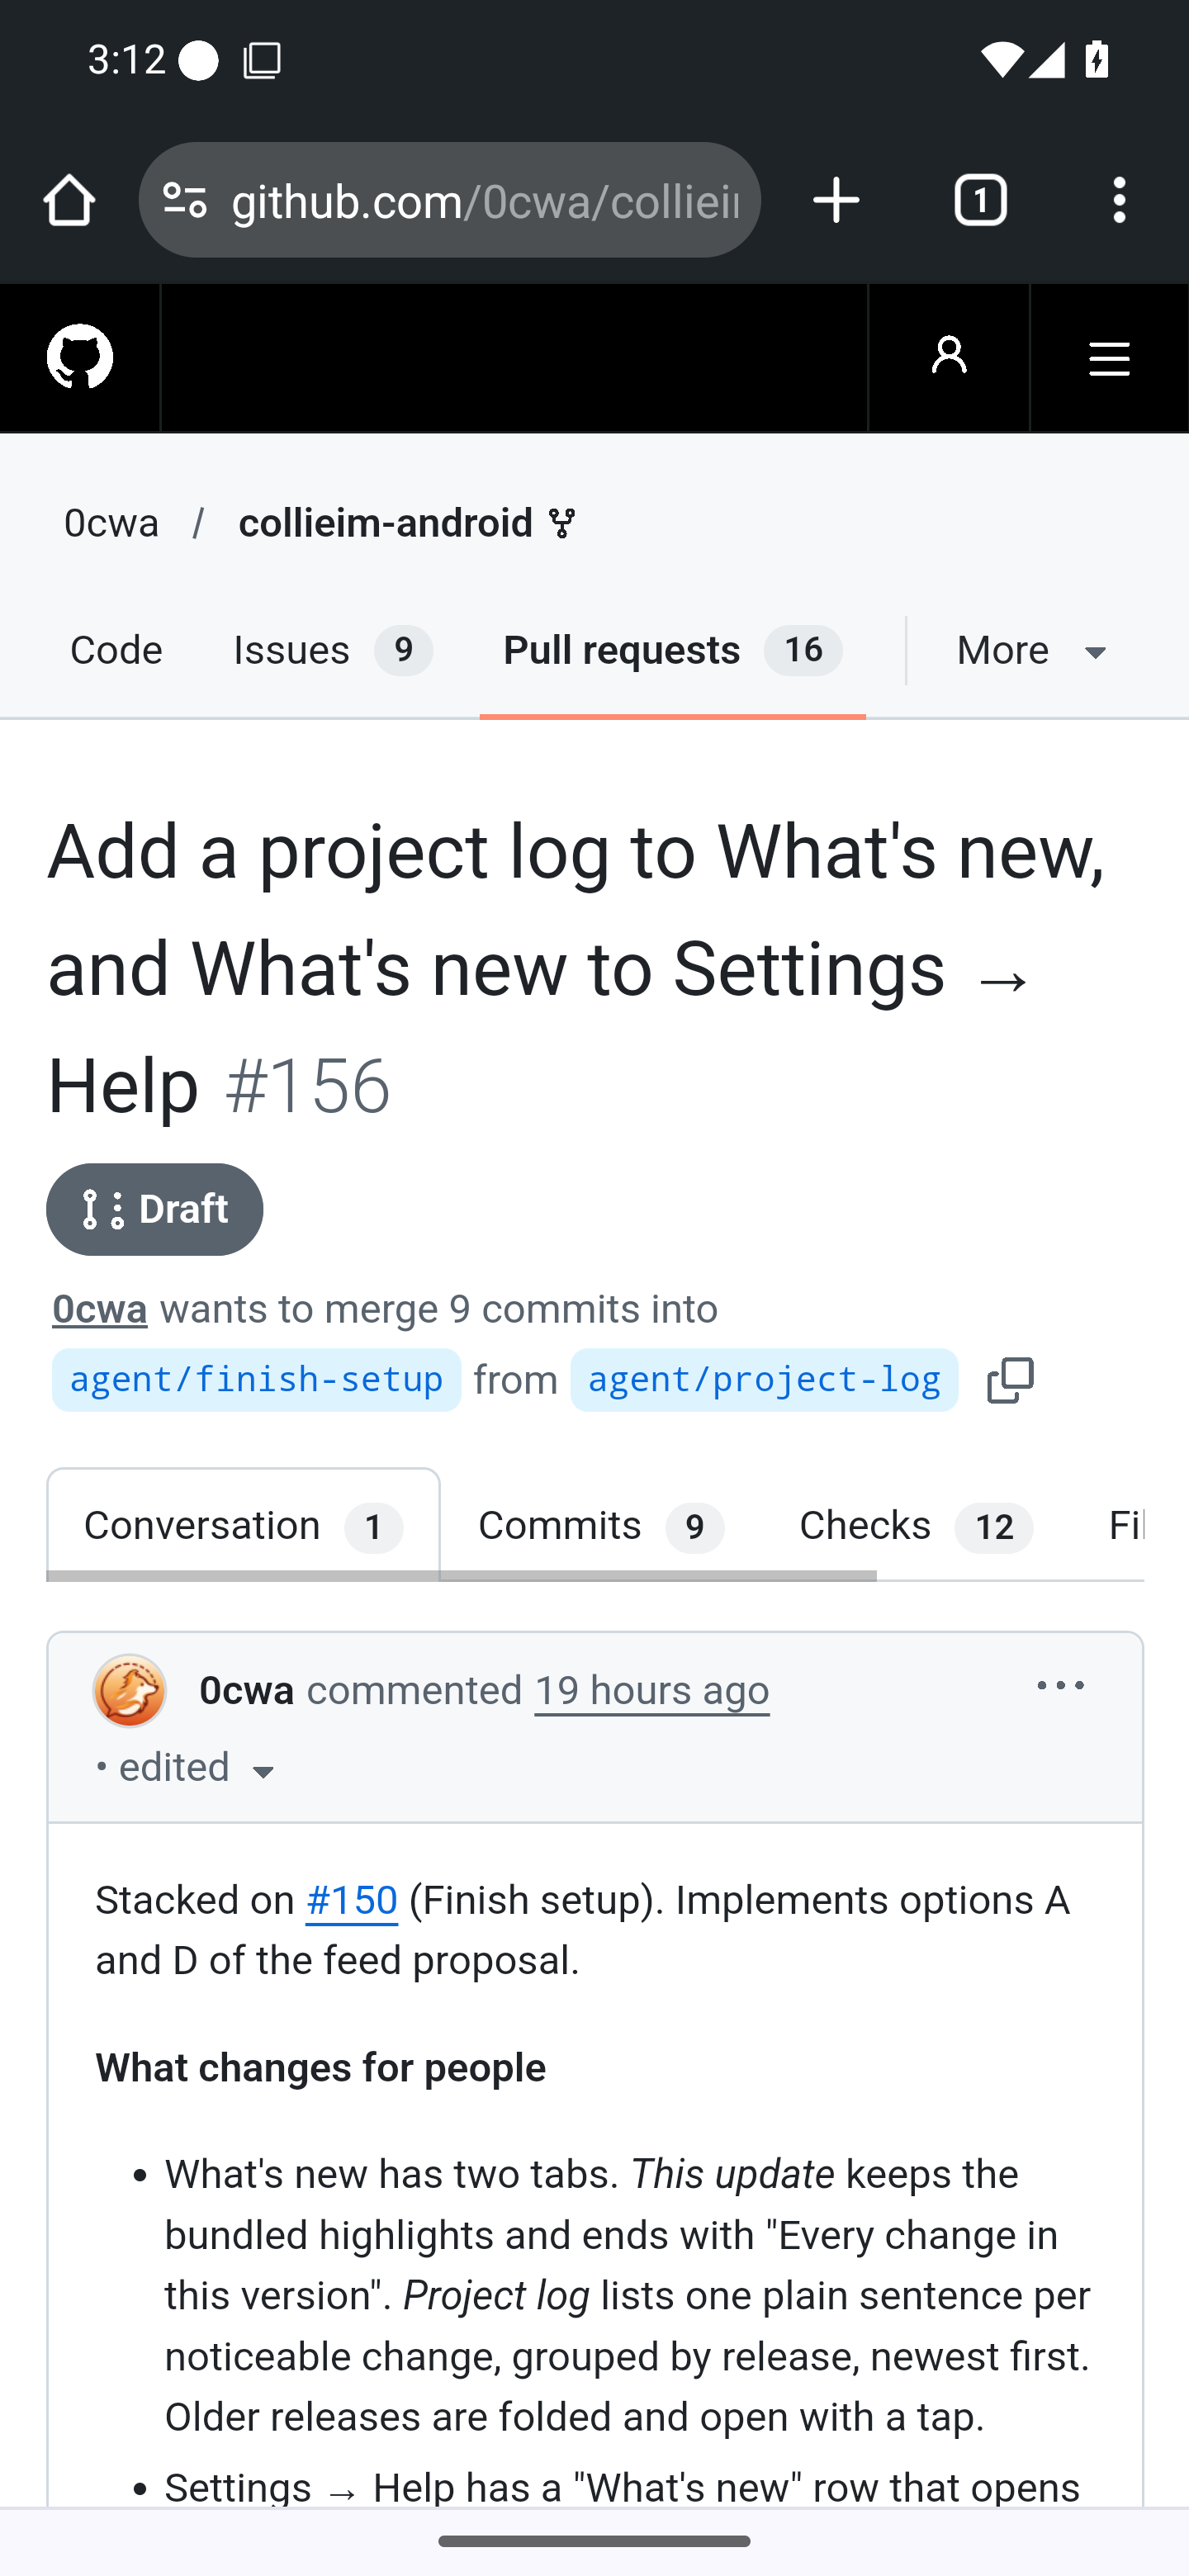 3:12
github.com/0cwa/colliei
1
0cwa / collieim-android
Code Issues 9 Pull requests 16 More
Add a project log to What's new,
and What's new to Settings →
Help #156
Draft
0cwa wants to merge 9 commits into
agent/finish-setup from agent/project-log
Conversation 1 Commits 9 Checks 12 Fi
0cwa commented 19 hours ago
• edited
Stacked on #150 (Finish setup). Implements options A
and D of the feed proposal.
What changes for people
• What's new has two tabs. This update keeps the
bundled highlights and ends with "Every change in
this version". Project log lists one plain sentence per
noticeable change, grouped by release, newest first.
Older releases are folded and open with a tap.
• Settings → Help has a "What's new" row that opens